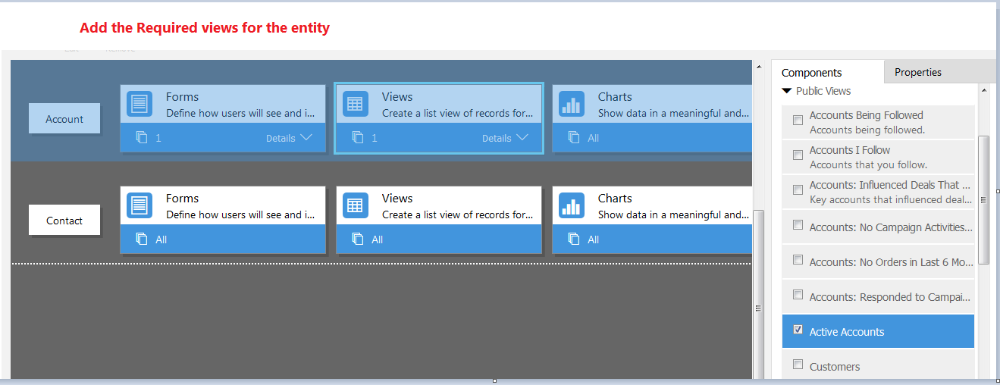 Add the Required views for the entity
Components
Properties
Public Views
Account
Forms
Define how users will see and i...
1
Details
Views
Create a list view of records for...
1
Details
Charts
Show data in a meaningful and...
All
Contact
Forms
Define how users will see and i...
All
Views
Create a list view of records for...
All
Charts
Show data in a meaningful and...
All
Accounts Being Followed
Accounts being followed.
Accounts I Follow
Accounts that you follow.
Accounts: Influenced Deals That ...
Key accounts that influenced deal...
Accounts: No Campaign Activities...
Accounts: No Orders in Last 6 Mo...
Accounts: Responded to Campai...
Active Accounts
Customers